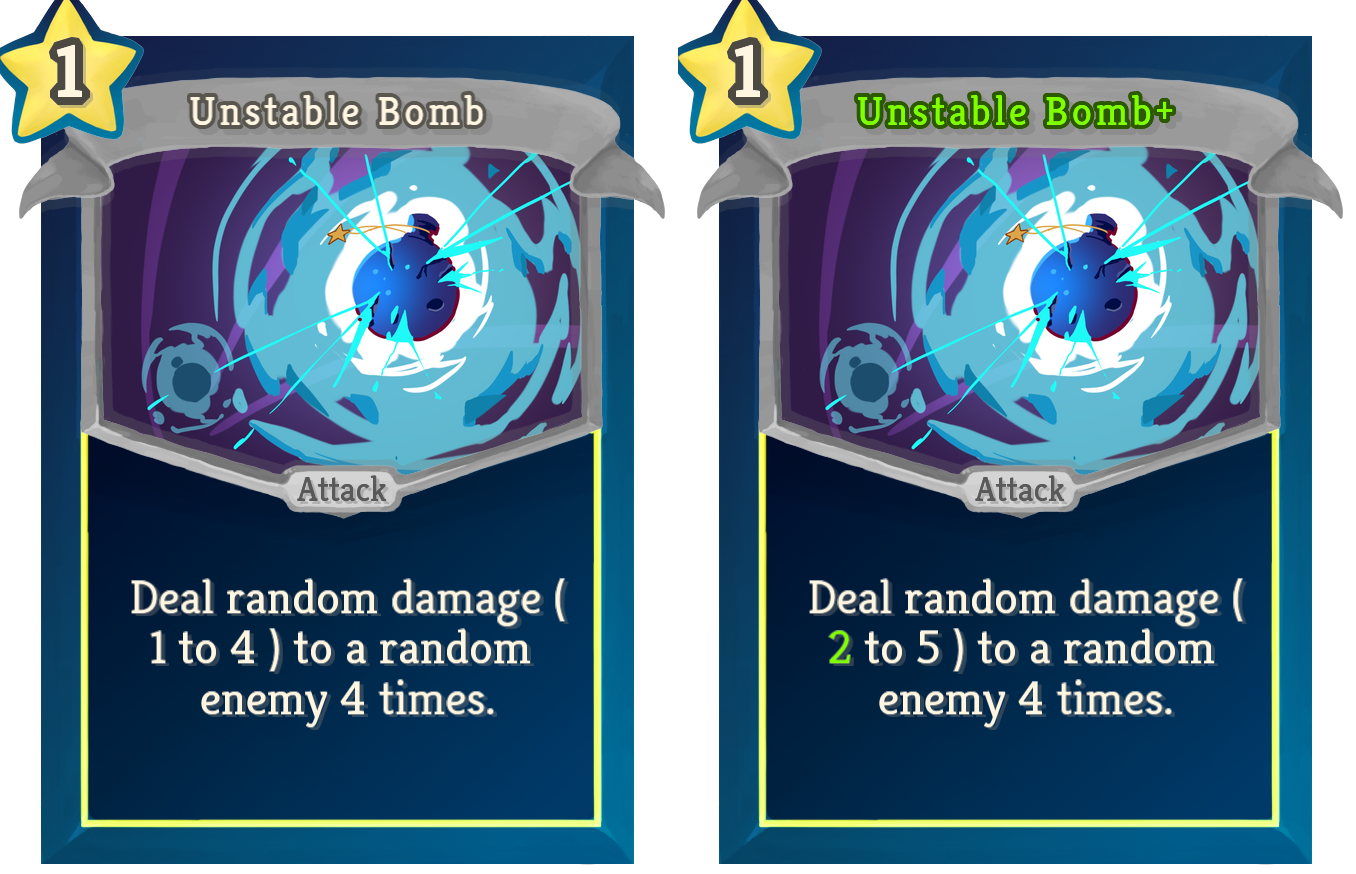 1
Unstable Bomb
Attack
Deal random damage (
1 to 4 ) to a random
enemy 4 times.
1
Unstable Bomb+
Attack
Deal random damage (
2 to 5 ) to a random
enemy 4 times.